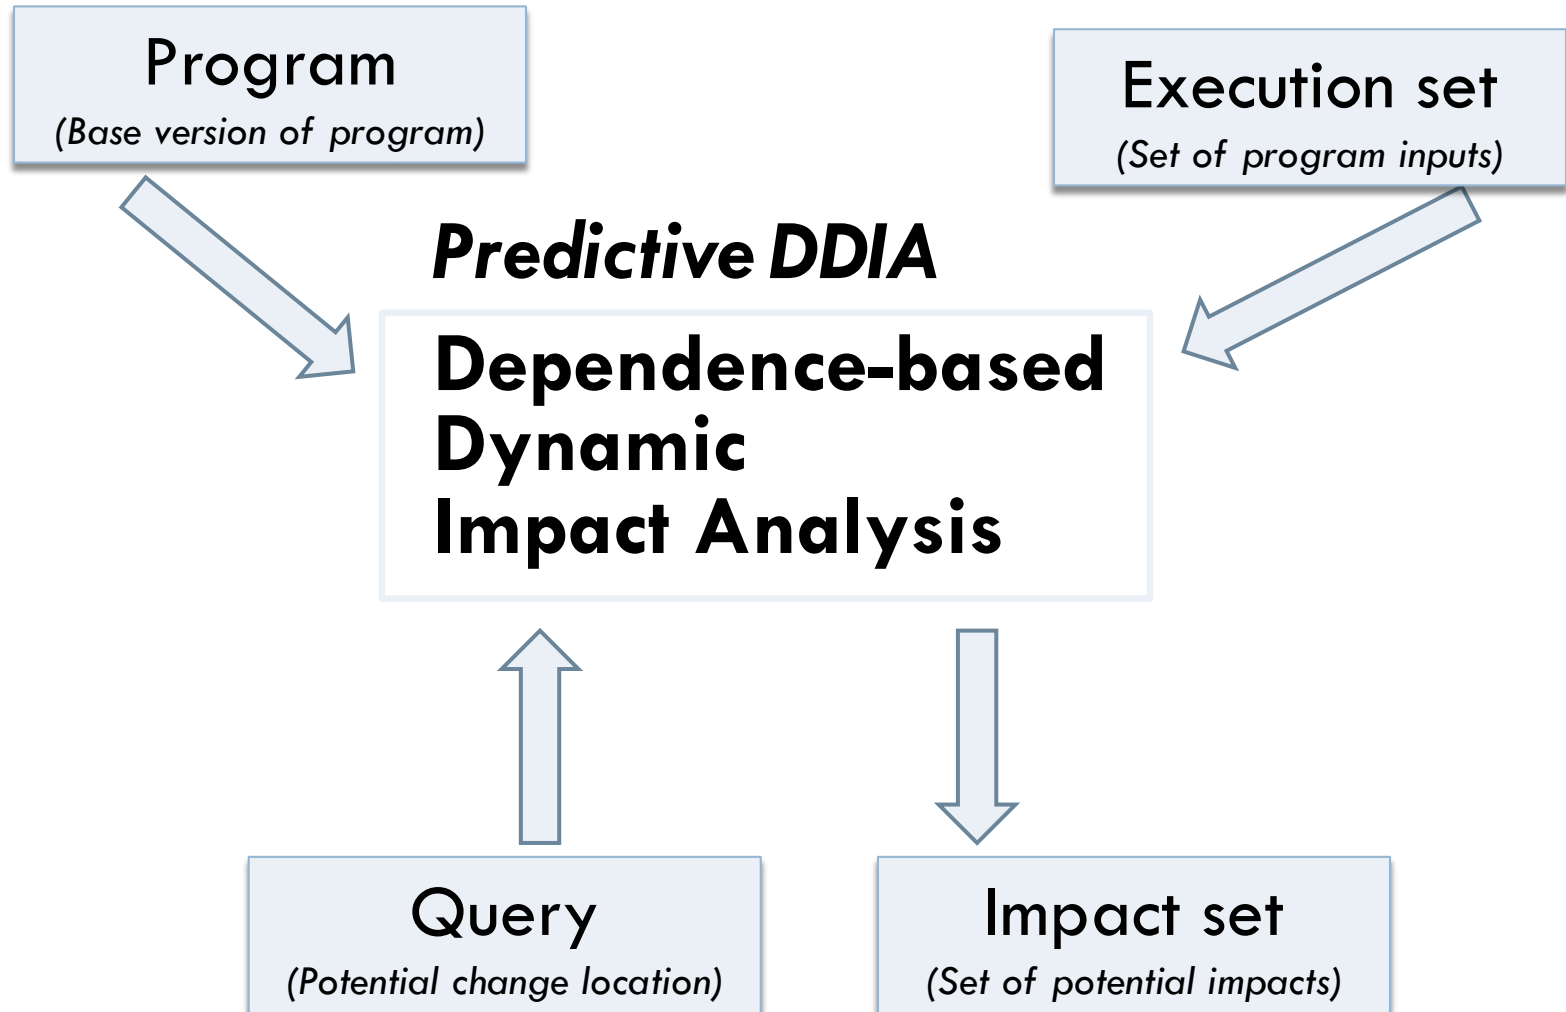 Program
(Base version of program)
Execution set
(Set of program inputs)
Predictive DDIA
Dependence-based
Dynamic
Impact Analysis
Query
(Potential change location)
Impact set
(Set of potential impacts)